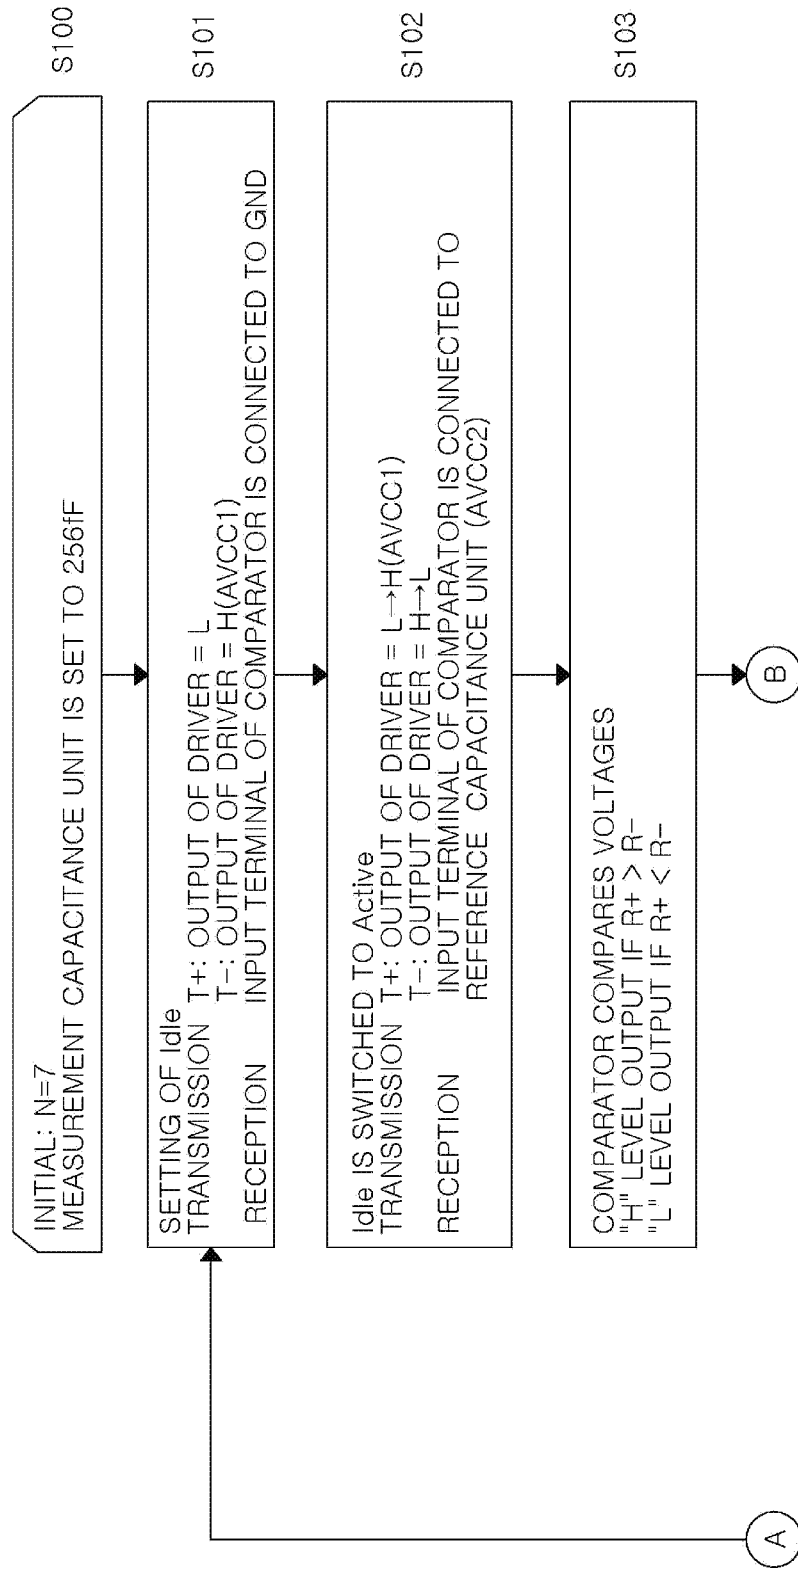 INITIAL: N=7
MEASUREMENT CAPACITANCE UNIT IS SET TO 256fF
S100
SETTING OF Idle
TRANSMISSION T+: OUTPUT OF DRIVER = L
T-: OUTPUT OF DRIVER = H(AVCC1)
RECEPTION INPUT TERMINAL OF COMPARATOR IS CONNECTED TO GND
S101
Idle IS SWITCHED TO Active
TRANSMISSION T+: OUTPUT OF DRIVER = L→H(AVCC1)
T-: OUTPUT OF DRIVER = H→L
RECEPTION INPUT TERMINAL OF COMPARATOR IS CONNECTED TO
REFERENCE CAPACITANCE UNIT (AVCC2)
S102
COMPARATOR COMPARES VOLTAGES
"H" LEVEL OUTPUT IF R+ > R-
"L" LEVEL OUTPUT IF R+ < R-
S103
A
B